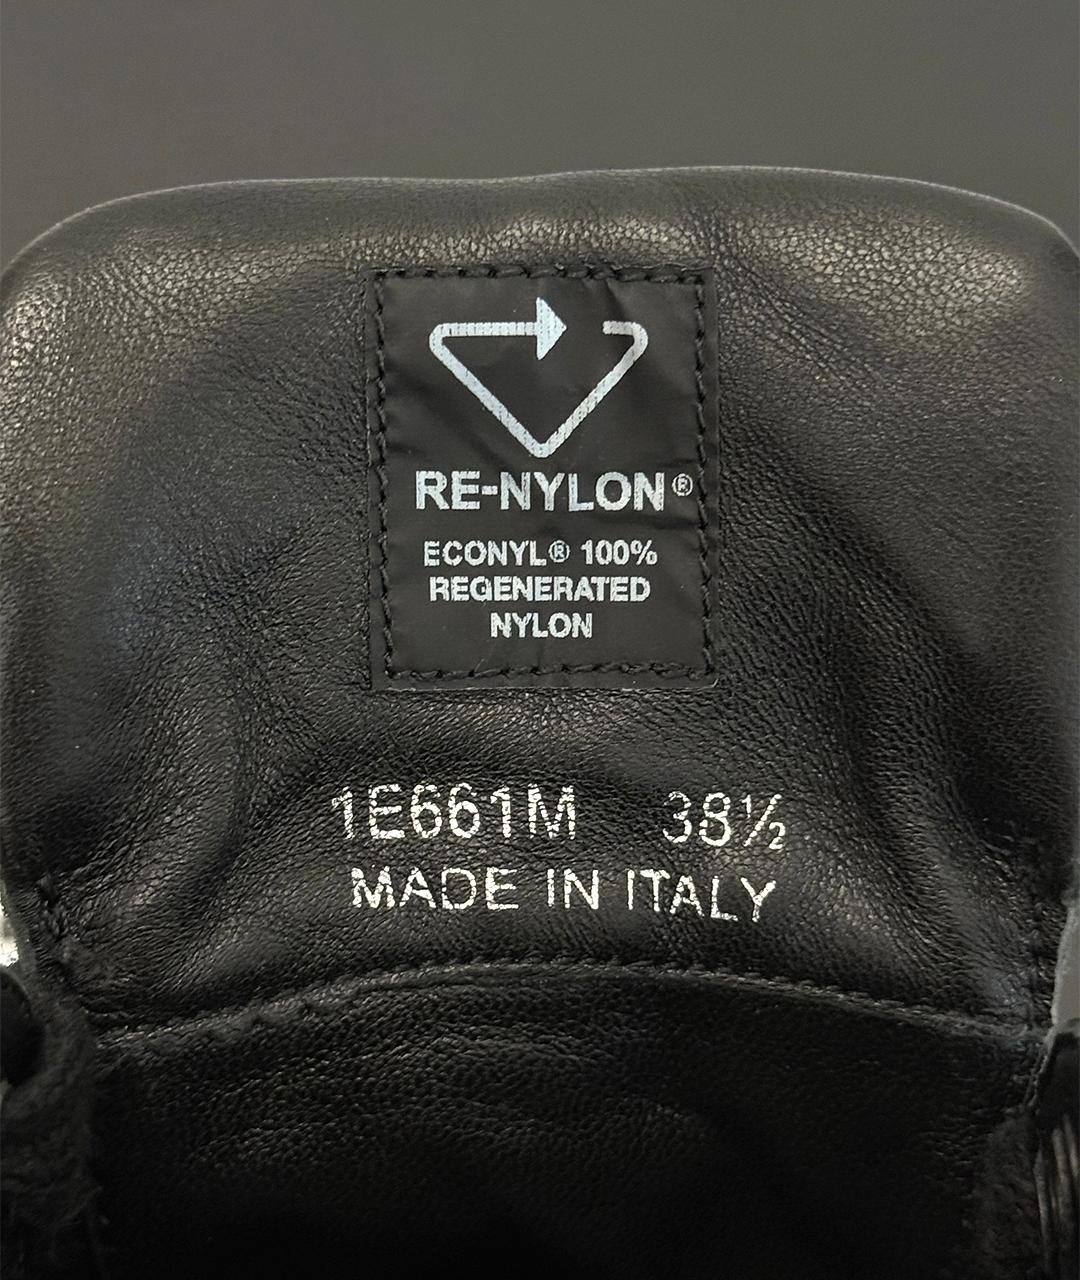 RE-NYLON®
ECONYL® 100%
REGENERATED
NYLON
1E661M 38½
MADE IN ITALY